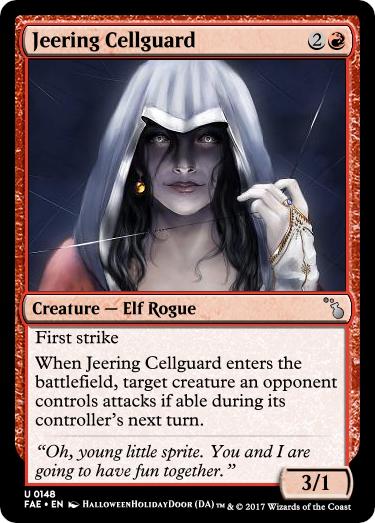 Jeering Cellguard 2
Creature — Elf Rogue
First strike
When Jeering Cellguard enters the
battlefield, target creature an opponent
controls attacks if able during its
controller's next turn.
"Oh, young little sprite. You and I are
going to have fun together."
3/1
U 0148
FAE • EN HalloweenHolidayDoor (DA)™ & © 2017 Wizards of the Coast